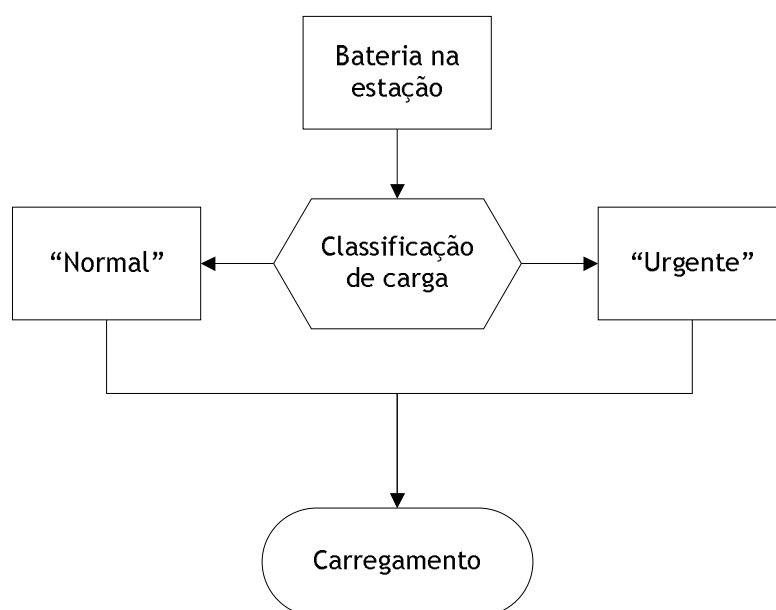 Bateria na
estação
“Normal”
Classificação
de carga
“Urgente”
Carregamento